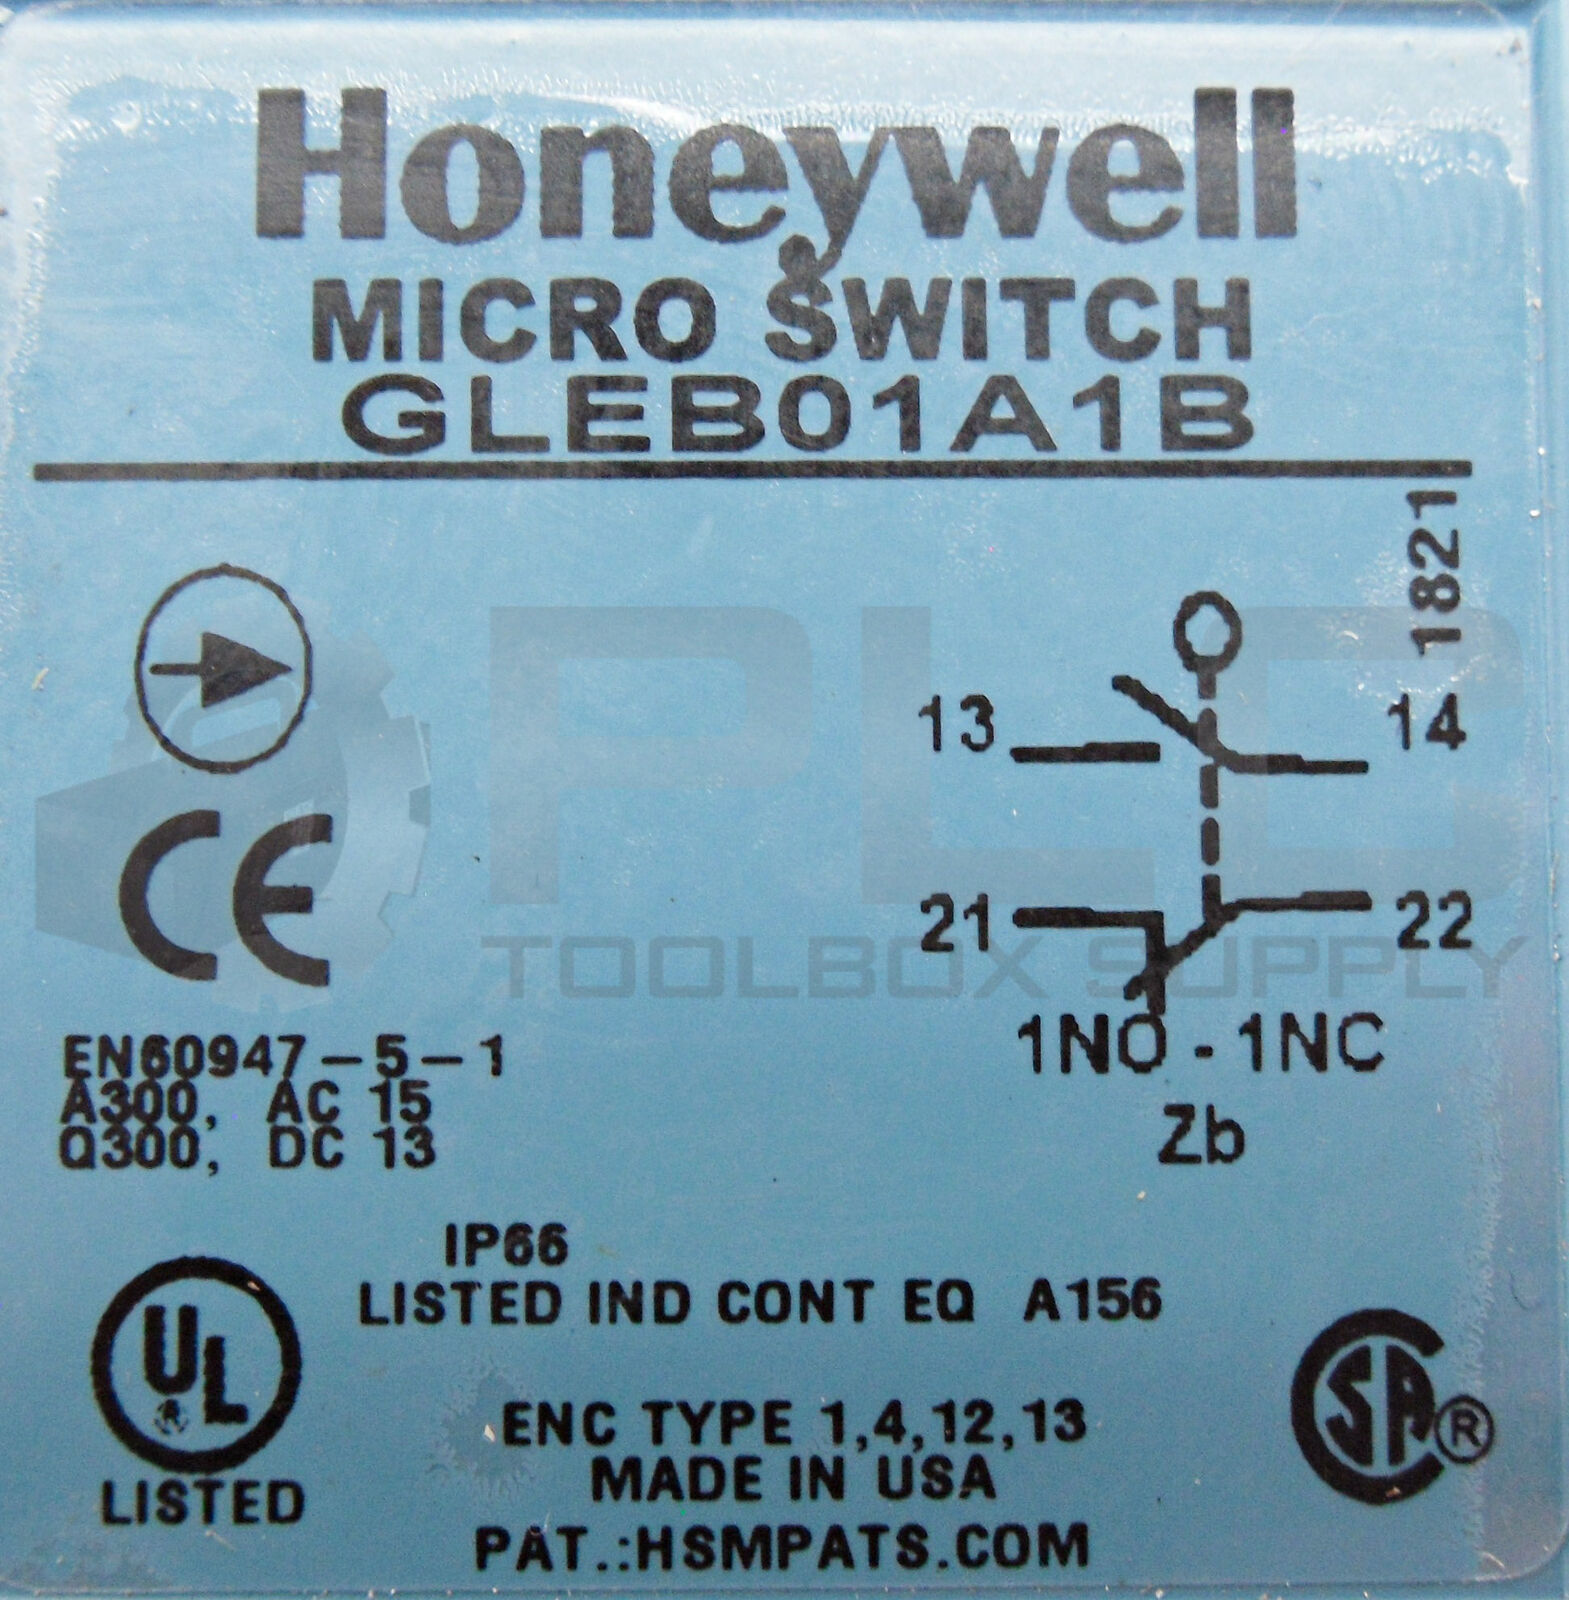 Honeywell
MICRO SWITCH
GLEB01A1B
1821
13 14
21 22
1NO - 1NC
Zb
CE
EN60947-5-1
A300, AC 15
Q300, DC 13
PLC
TOOLBOX SUPPLY
IP66
LISTED IND CONT EQ A156
UL ®
LISTED
ENC TYPE 1,4,12,13
MADE IN USA
PAT.:HSMPATS.COM
SA ®